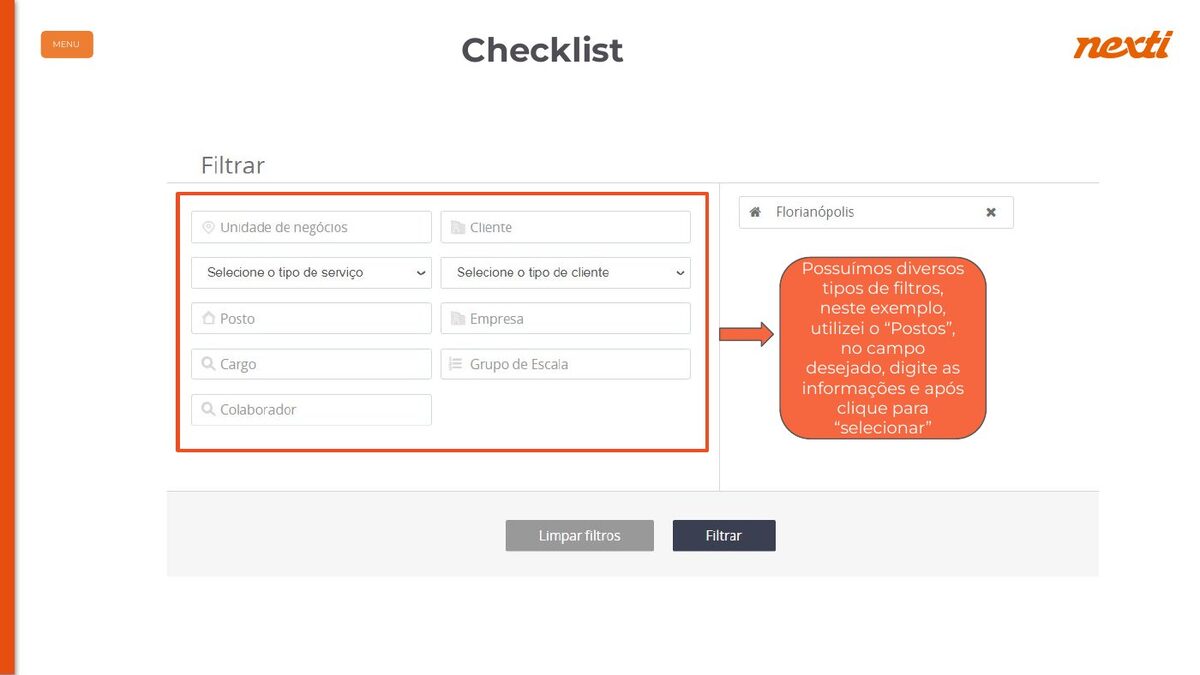 MENU
Checklist
nexti
Filtrar
Unidade de negócios
Cliente
Florianópolis
Selecione o tipo de serviço
Selecione o tipo de cliente
Posto
Empresa
Cargo
Grupo de Escala
Colaborador
Possuímos diversos
tipos de filtros,
neste exemplo,
utilizei o “Postos”,
no campo
desejado, digite as
informações e após
clique para
“selecionar”
Limpar filtros
Filtrar